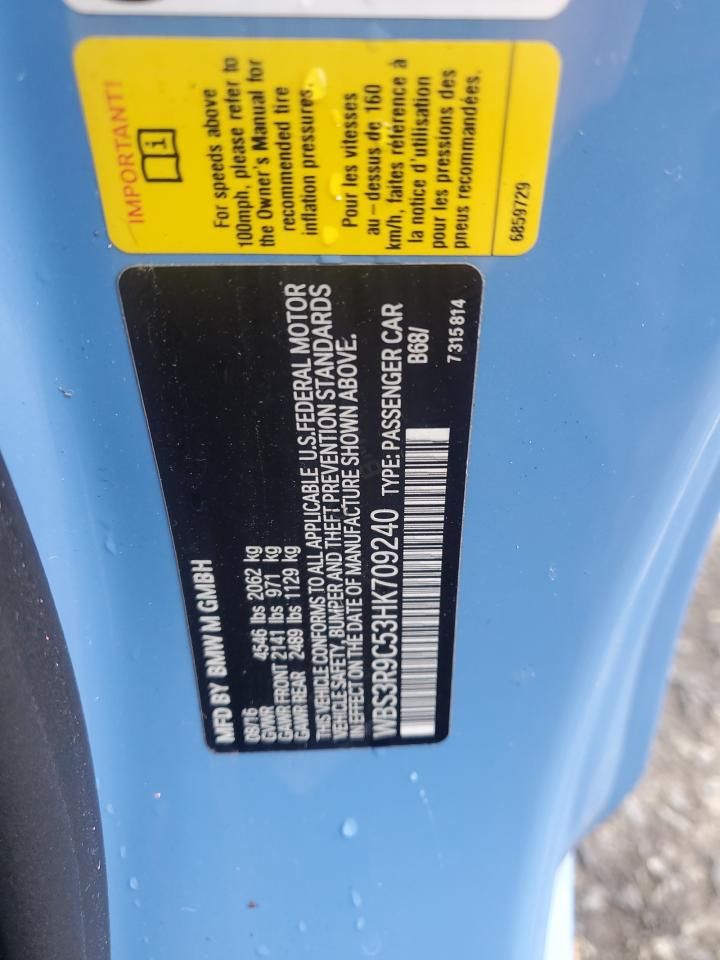 IMPORTANT!
For speeds above
100mph, please refer to
the Owner's Manual for
recommended tire
inflation pressures.
Pour les vitesses
au-dessus de 160
km/h, faites référence à
la notice d'utilisation
pour les pressions des
pneus recommandées.
6859729
MFD BY BMW M GMBH
08/16
GVWR 4546 lbs 2062 kg
GAWR FRONT 2141 lbs 971 kg
GAWR REAR 2489 lbs 1129 kg
THIS VEHICLE CONFORMS TO ALL APPLICABLE U.S.FEDERAL MOTOR
VEHICLE SAFETY, BUMPER AND THEFT PREVENTION STANDARDS
IN EFFECT ON THE DATE OF MANUFACTURE SHOWN ABOVE.
WBS3R9C53HK709240 TYPE: PASSENGER CAR
B68/
7 315 814